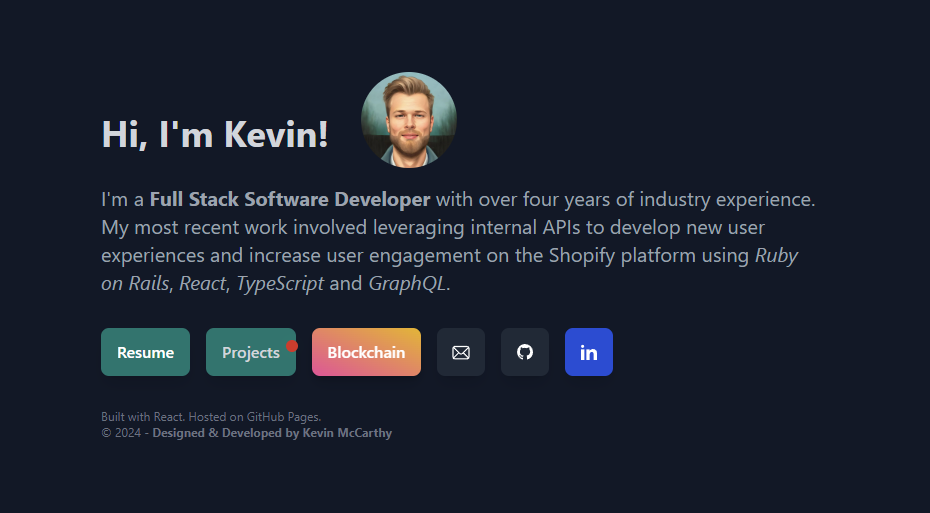 Hi, I'm Kevin!
I'm a Full Stack Software Developer with over four years of industry experience.
My most recent work involved leveraging internal APIs to develop new user
experiences and increase user engagement on the Shopify platform using Ruby
on Rails, React, TypeScript and GraphQL.
Resume Projects Blockchain in
Built with React. Hosted on GitHub Pages.
© 2024 - Designed & Developed by Kevin McCarthy